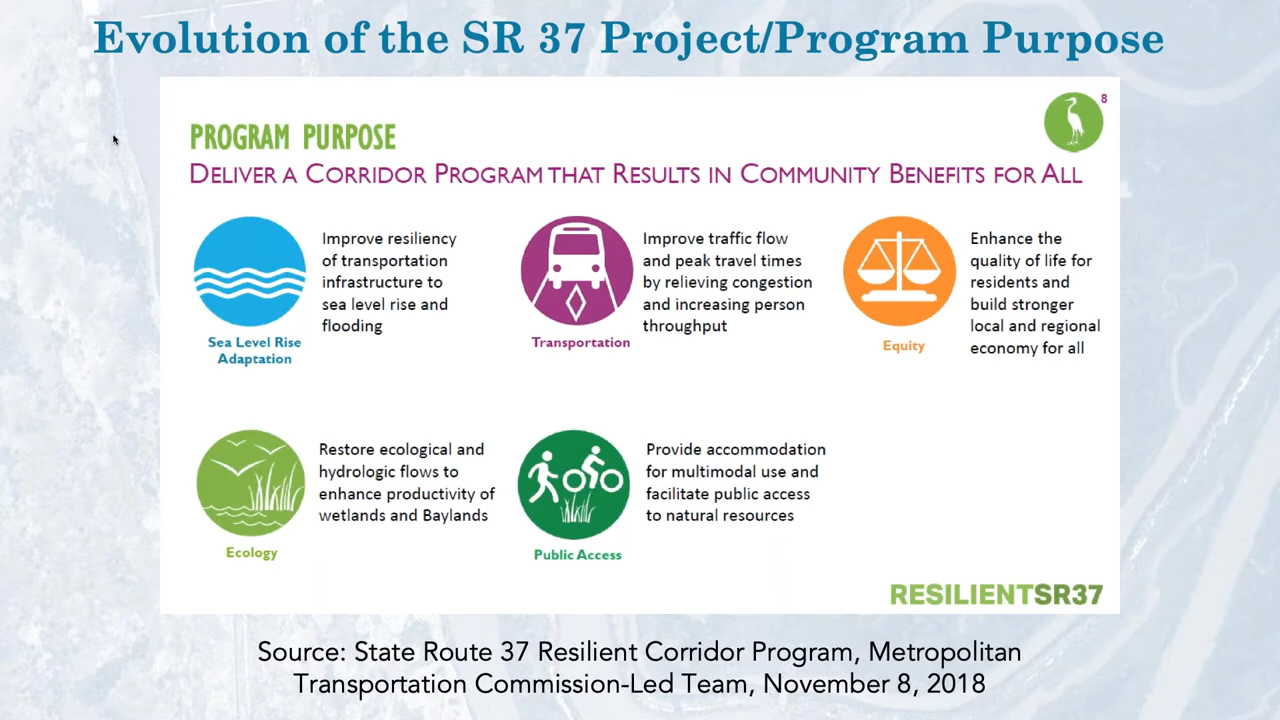 Evolution of the SR 37 Project/Program Purpose
8
PROGRAM PURPOSE
DELIVER A CORRIDOR PROGRAM THAT RESULTS IN COMMUNITY BENEFITS FOR ALL
Improve resiliency
of transportation
infrastructure to
sea level rise and
flooding
Sea Level Rise
Adaptation
Improve traffic flow
and peak travel times
by relieving congestion
and increasing person
throughput
Transportation
Enhance the
quality of life for
residents and
build stronger
local and regional
economy for all
Equity
Restore ecological and
hydrologic flows to
enhance productivity of
wetlands and Baylands
Ecology
Provide accommodation
for multimodal use and
facilitate public access
to natural resources
Public Access
RESILIENTSR37
Source: State Route 37 Resilient Corridor Program, Metropolitan
Transportation Commission-Led Team, November 8, 2018